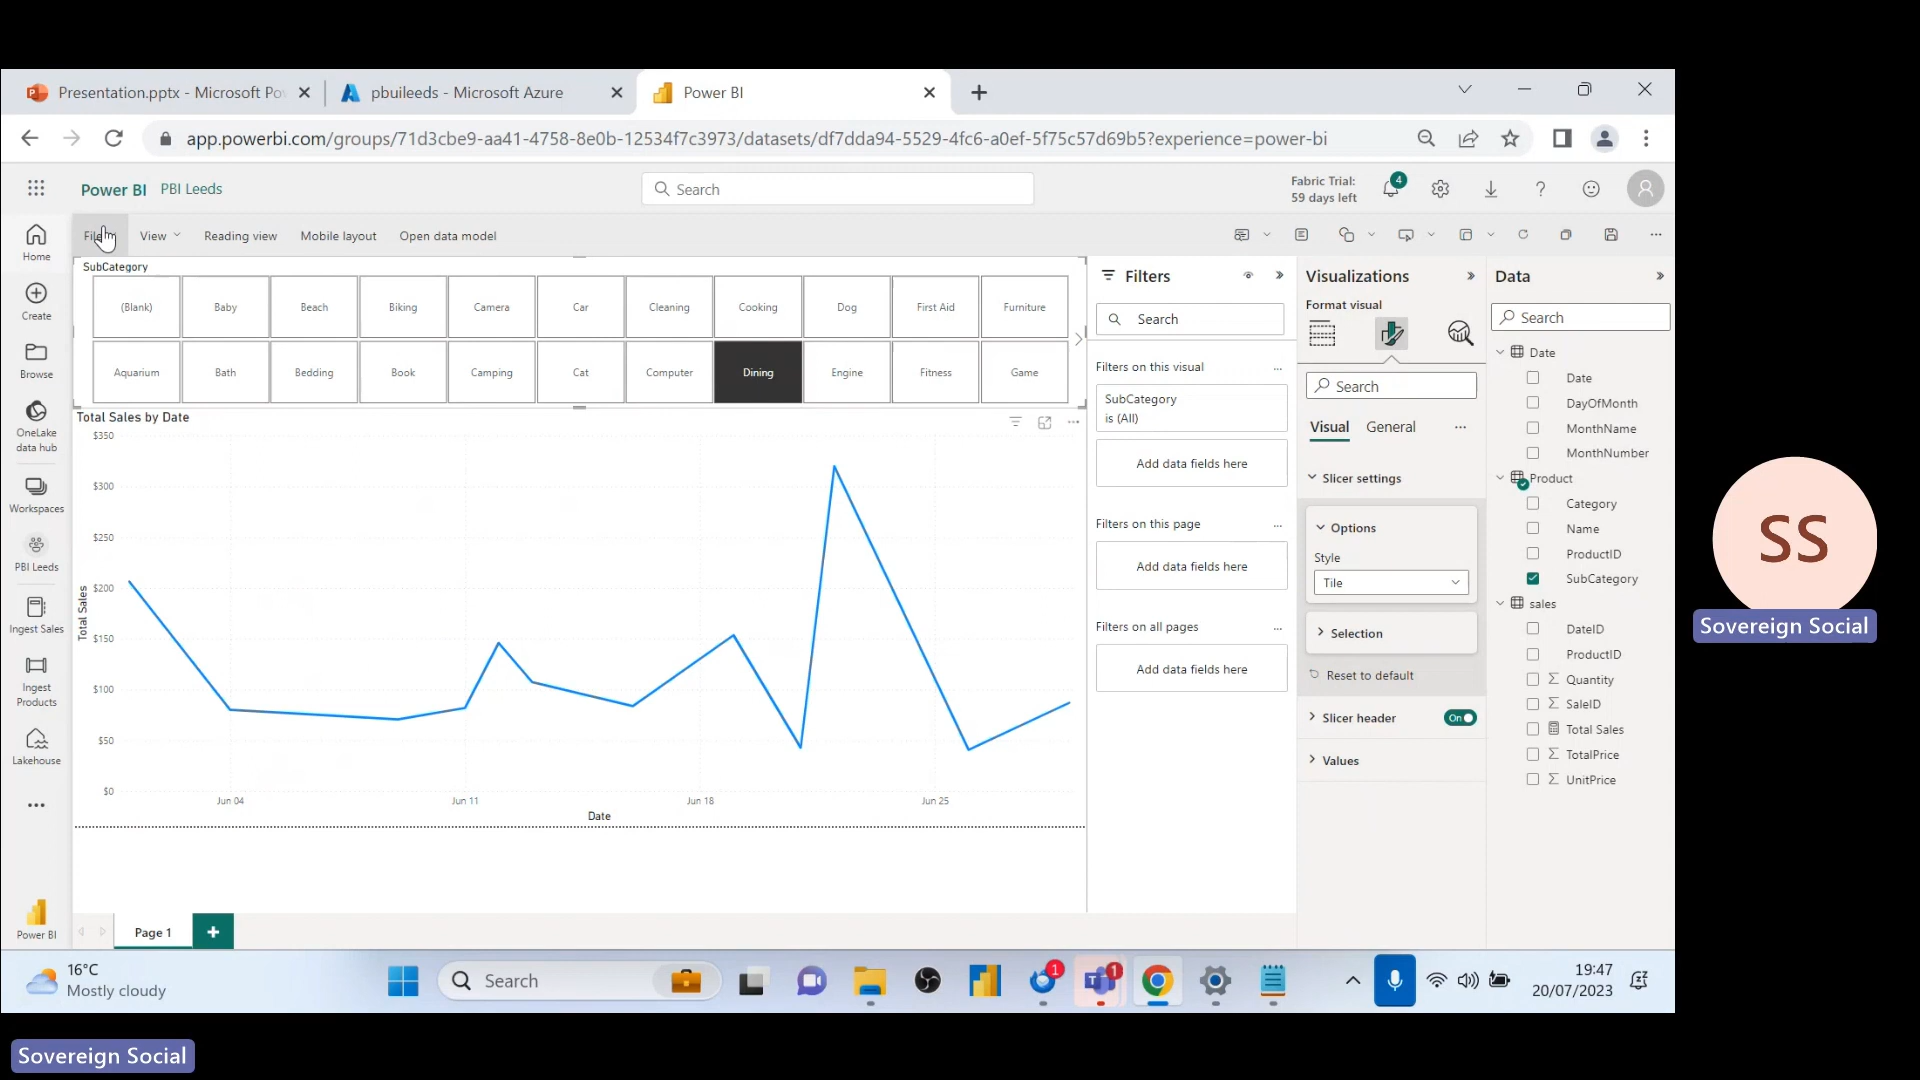 Presentation.pptx - Microsoft Po
pbuileeds - Microsoft Azure
Power BI
app.powerbi.com/groups/71d3cbe9-aa41-4758-8e0b-12534f7c3973/datasets/df7dda94-5529-4fc6-a0ef-5f75c57d69b5?experience=power-bi
Power BI PBI Leeds
Search
Fabric Trial:
59 days left
4
File
View
Reading view
Mobile layout
Open data model
Home
Create
Browse
OneLake
data hub
Workspaces
PBI Leeds
Ingest Sales
Ingest
Products
Lakehouse
Power BI
SubCategory
(Blank) Baby Beach Biking Camera Car Cleaning Cooking Dog First Aid Furniture
Aquarium Bath Bedding Book Camping Cat Computer Dining Engine Fitness Game
Total Sales by Date
$350
$300
$250
$200
$150
$100
$50
$0
Total Sales
Jun 04 Jun 11 Jun 18 Jun 25
Date
Page 1
Filters
Search
Filters on this visual
SubCategory
is (All)
Add data fields here
Filters on this page
Add data fields here
Filters on all pages
Add data fields here
Visualizations
Format visual
Search
Visual General
Slicer settings
Options
Style
Tile
Selection
Reset to default
Slicer header On
Values
Data
Search
Date
Date
DayOfMonth
MonthName
MonthNumber
Product
Category
Name
ProductID
SubCategory
sales
DateID
ProductID
Quantity
SaleID
Total Sales
TotalPrice
UnitPrice
16°C
Mostly cloudy
Search
1
1
19:47
20/07/2023
SS
Sovereign Social
Sovereign Social